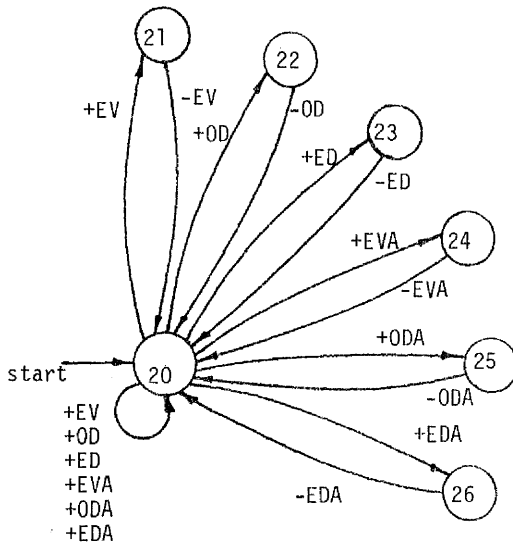 21
22
+EV
-EV
-OD
+OD
23
+ED
-ED
+EVA
24
-EVA
+ODA
25
start
20
-ODA
+EV
+OD
+ED
+EVA
+ODA
+EDA
+EDA
-EDA
26